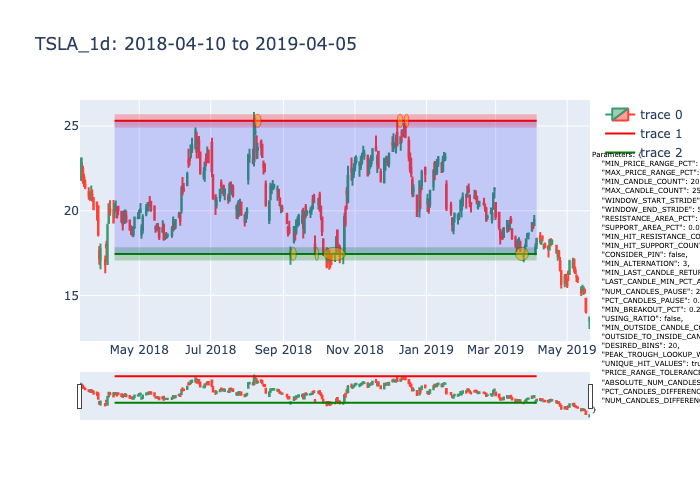 TSLA_1d: 2018-04-10 to 2019-04-05
25
20
15
May 2018
Jul 2018
Sep 2018
Nov 2018
Jan 2019
Mar 2019
May 2019
trace 0
trace 1
trace 2
Parameters: {
"MIN_PRICE_RANGE_PCT":
"MAX_PRICE_RANGE_PCT":
"MIN_CANDLE_COUNT": 20
"MAX_CANDLE_COUNT": 25
"WINDOW_START_STRIDE"
"WINDOW_END_STRIDE": 5
"RESISTANCE_AREA_PCT":
"SUPPORT_AREA_PCT": 0.0
"MIN_HIT_RESISTANCE_CO
"MIN_HIT_SUPPORT_COUNT
"CONSIDER_PIN": false,
"MIN_ALTERNATION": 3,
"MIN_LAST_CANDLE_RETUR
"LAST_CANDLE_MIN_PCT_A
"NUM_CANDLES_PAUSE": 2
"PCT_CANDLES_PAUSE": 0.
"MIN_BREAKOUT_PCT": 0.2
"USING_RATIO": false,
"MIN_OUTSIDE_CANDLE_C
"OUTSIDE_TO_INSIDE_CAN
"DESIRED_BINS": 20,
"PEAK_TROUGH_LOOKUP_W
"UNIQUE_HIT_VALUES": tru
"PRICE_RANGE_TOLERANC
"ABSOLUTE_NUM_CANDLES
"PCT_CANDLES_DIFFERENC
"NUM_CANDLES_DIFFEREN
}